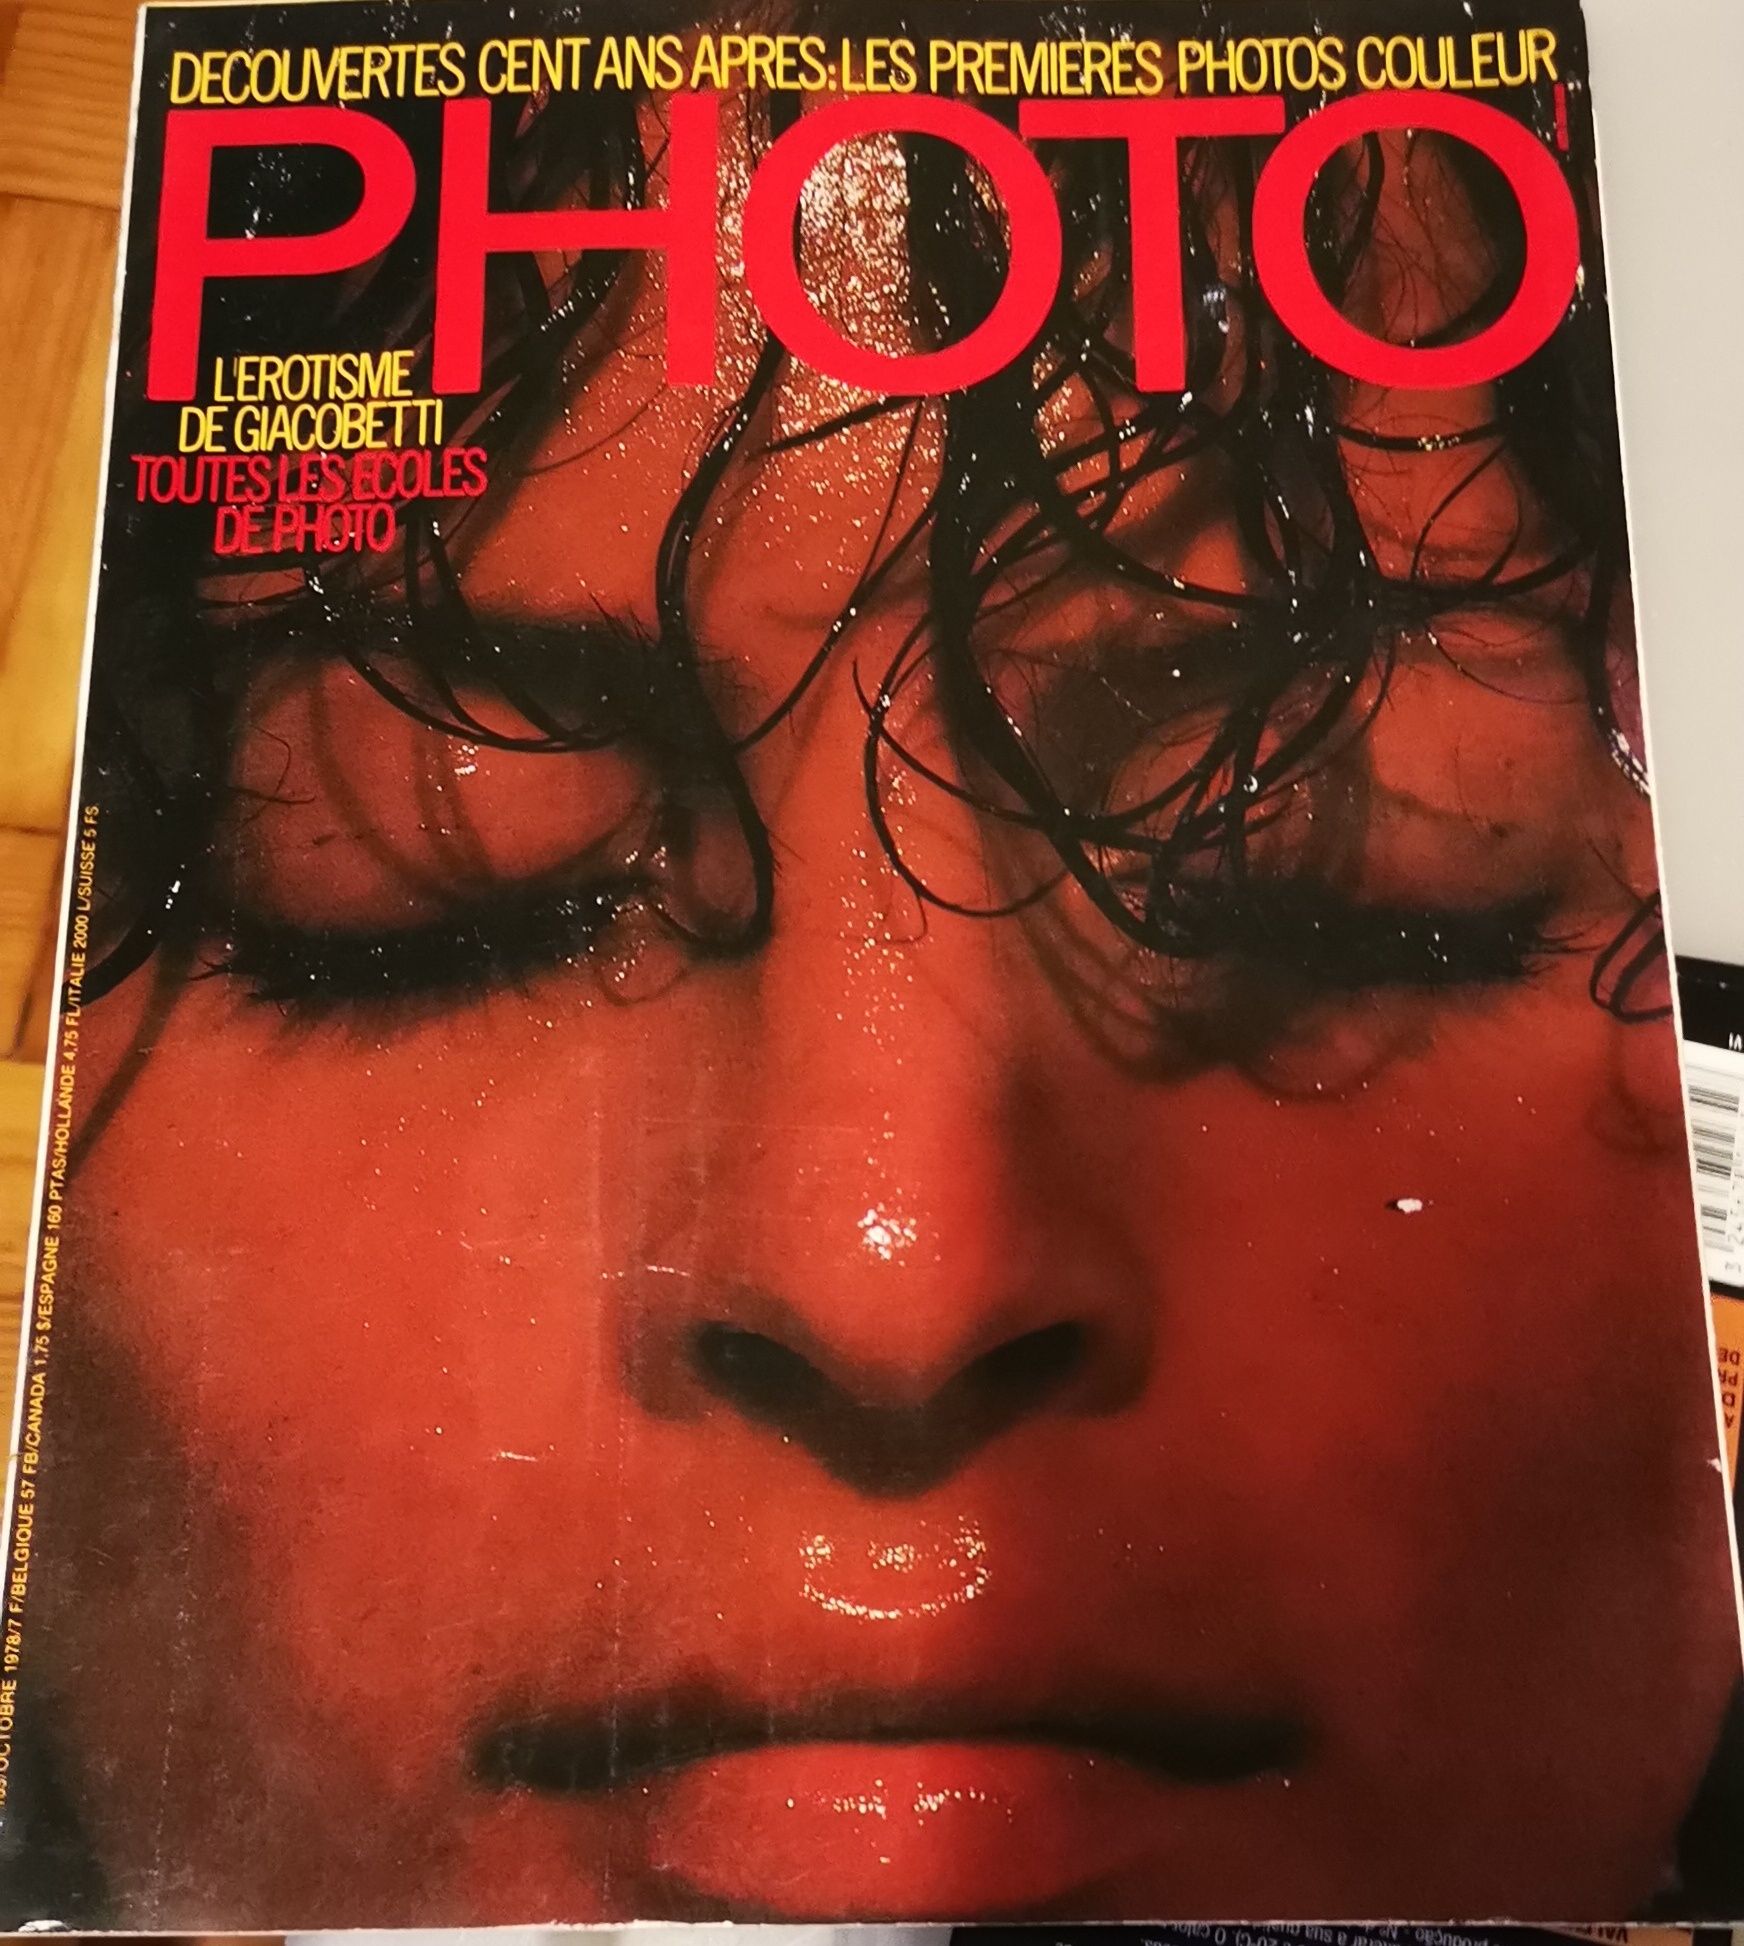 DECOUVERTES CENT ANS APRES: LES PREMIERES PHOTOS COULEUR
PHOTO
L'EROTISME
DE GIACOBETTI
TOUTES LES ECOLES
DE PHOTO
OCTOBRE 1978/7 F/BELGIQUE 57 FB/CANADA 1,75 $/ESPAGNE 160 PTAS/HOLLANDE 4,75 FL/ITALIE 2000 L/SUISSE 5 FS